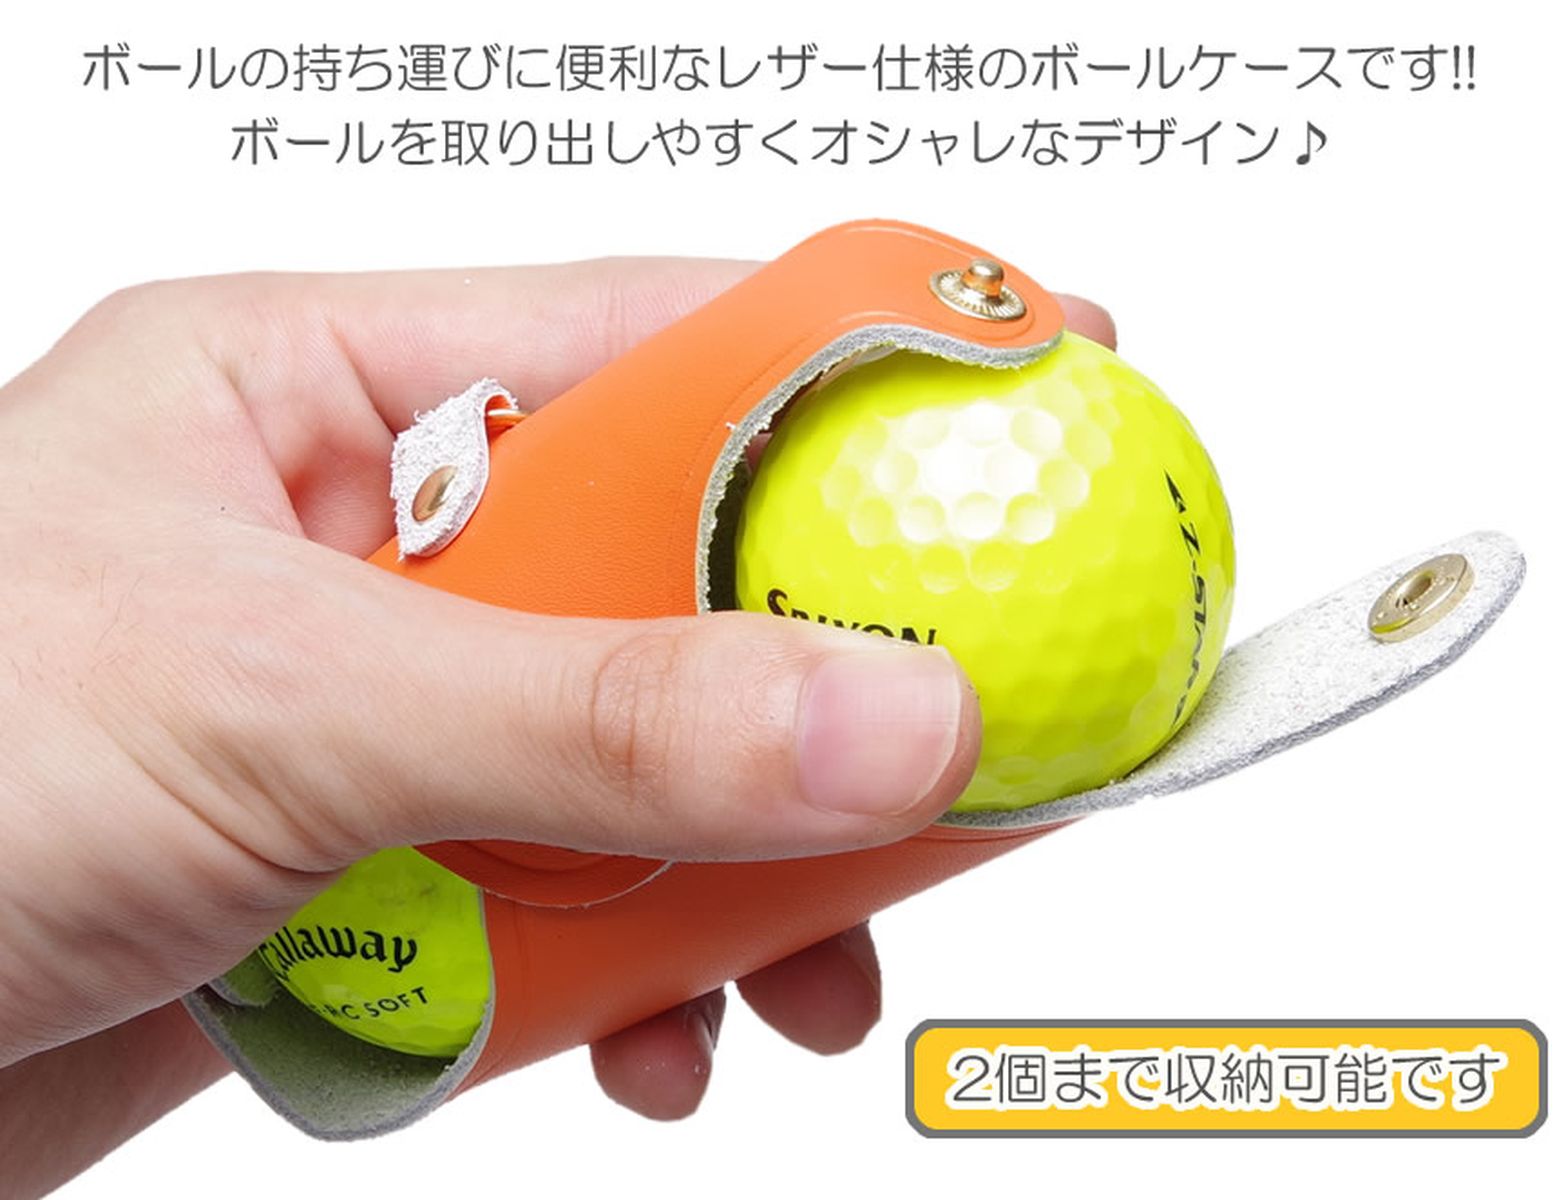 ボールの持ち運びに便利なレザー仕様のボールケースです!!
ボールを取り出しやすくオシャレなデザイン♪
SRIXON
Z-STAR
Callaway
SOFT
2個まで収納可能です